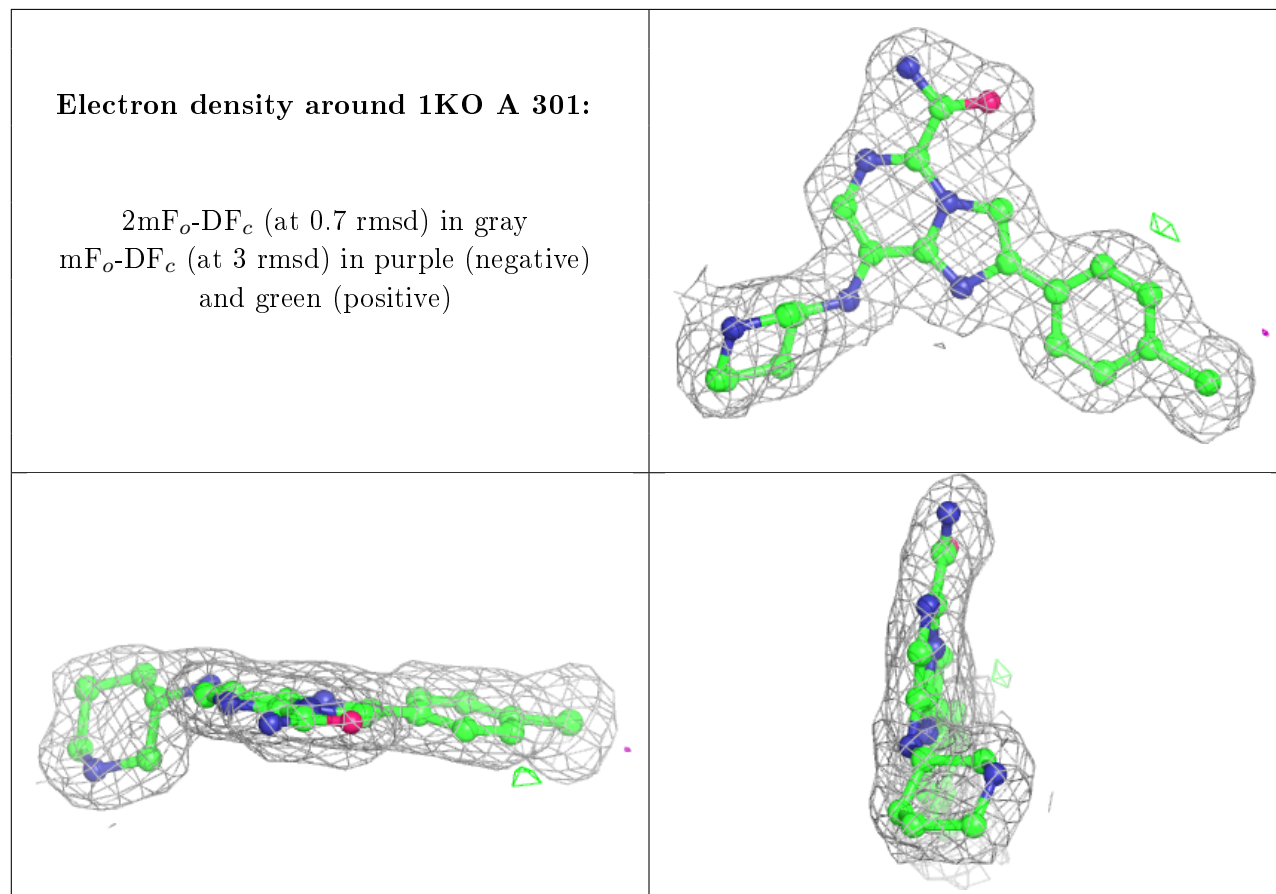 Electron density around 1KO A 301:
2mFo-DFc (at 0.7 rmsd) in gray
mFo-DFc (at 3 rmsd) in purple (negative)
and green (positive)